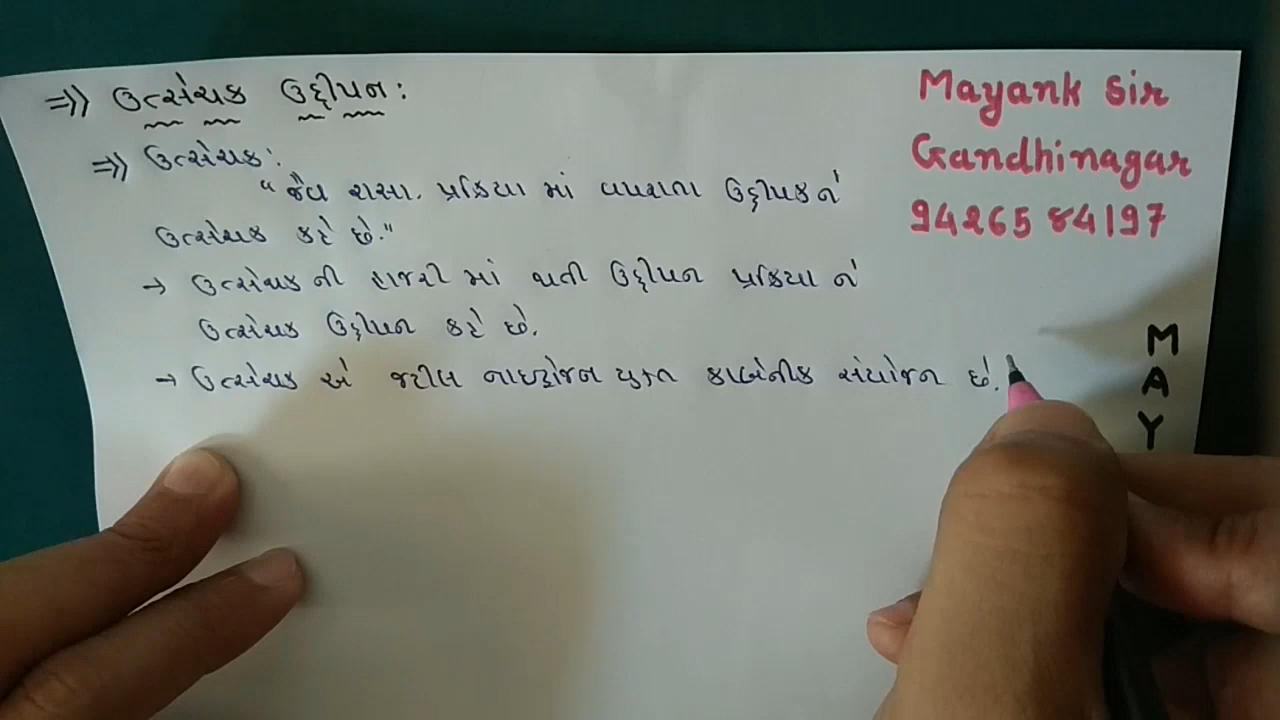 =)) ઉત્સેચક ઉદ્દીપન :
=)) ઉત્સેચક :
"જૈવ રાસા. પ્રક્રિયા માં વપરાતા ઉદ્દીપક ને
ઉત્સેચક કહે છે."
→ ઉત્સેચક ની હાજરી માં થતી ઉદ્દીપન પ્રક્રિયા ને
ઉત્સેચક ઉદ્દીપન કહે છે.
→ ઉત્સેચક એ જટીલ નાઇટ્રોજન યુક્ત કાર્બનીક સંયોજન છે.
Mayank Sir
Gandhinagar
94265 84197
M
A
Y